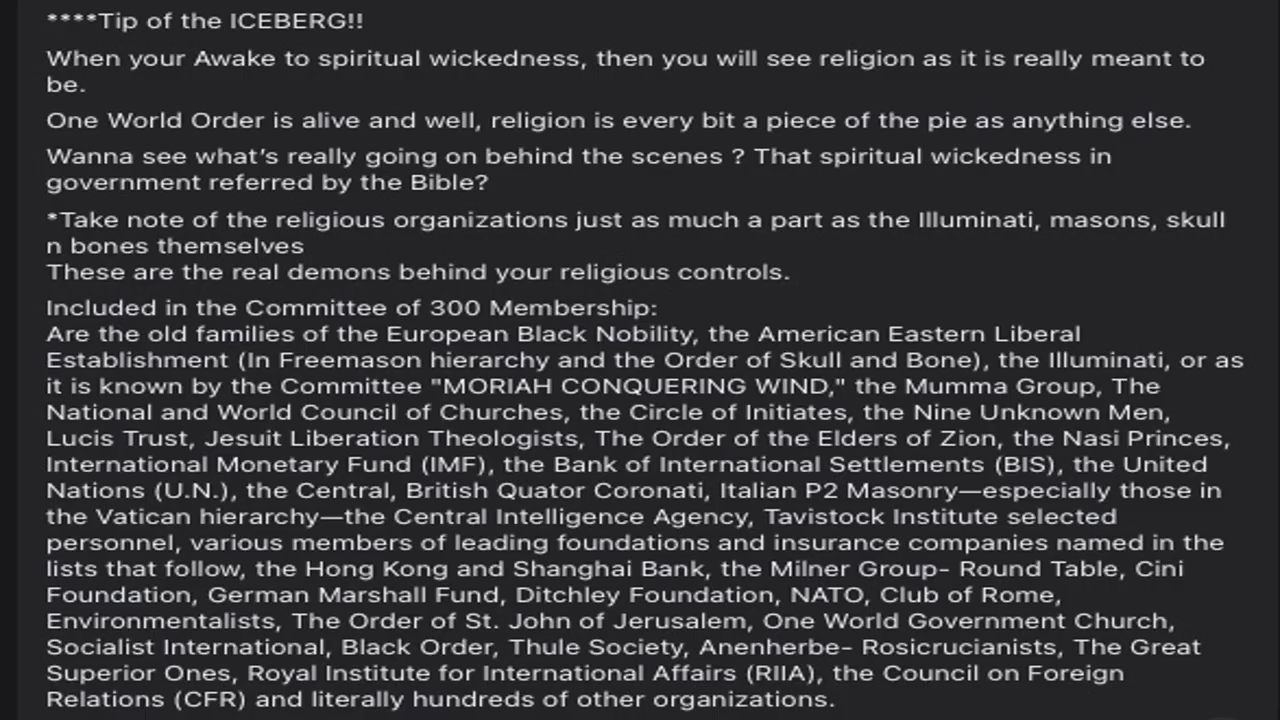 ****Tip of the ICEBERG!!
When your Awake to spiritual wickedness, then you will see religion as it is really meant to
be.
One World Order is alive and well, religion is every bit a piece of the pie as anything else.
Wanna see what's really going on behind the scenes ? That spiritual wickedness in
government referred by the Bible?
*Take note of the religious organizations just as much a part as the Illuminati, masons, skull
n bones themselves
These are the real demons behind your religious controls.
Included in the Committee of 300 Membership:
Are the old families of the European Black Nobility, the American Eastern Liberal
Establishment (In Freemason hierarchy and the Order of Skull and Bone), the Illuminati, or as
it is known by the Committee "MORIAH CONQUERING WIND," the Mumma Group, The
National and World Council of Churches, the Circle of Initiates, the Nine Unknown Men,
Lucis Trust, Jesuit Liberation Theologists, The Order of the Elders of Zion, the Nasi Princes,
International Monetary Fund (IMF), the Bank of International Settlements (BIS), the United
Nations (U.N.), the Central, British Quator Coronati, Italian P2 Masonry—especially those in
the Vatican hierarchy—the Central Intelligence Agency, Tavistock Institute selected
personnel, various members of leading foundations and insurance companies named in the
lists that follow, the Hong Kong and Shanghai Bank, the Milner Group- Round Table, Cini
Foundation, German Marshall Fund, Ditchley Foundation, NATO, Club of Rome,
Environmentalists, The Order of St. John of Jerusalem, One World Government Church,
Socialist International, Black Order, Thule Society, Anenherbe- Rosicrucianists, The Great
Superior Ones, Royal Institute for International Affairs (RIIA), the Council on Foreign
Relations (CFR) and literally hundreds of other organizations.